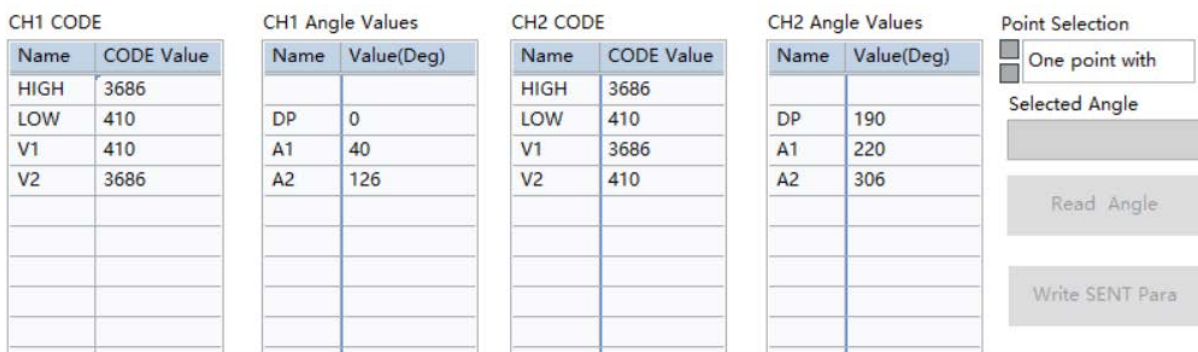 CH1 CODE
Name CODE Value
HIGH 3686
LOW 410
V1 410
V2 3686
CH1 Angle Values
Name Value(Deg)
DP 0
A1 40
A2 126
CH2 CODE
Name CODE Value
HIGH 3686
LOW 410
V1 3686
V2 410
CH2 Angle Values
Name Value(Deg)
DP 190
A1 220
A2 306
Point Selection
One point with
Selected Angle
Read Angle
Write SENT Para